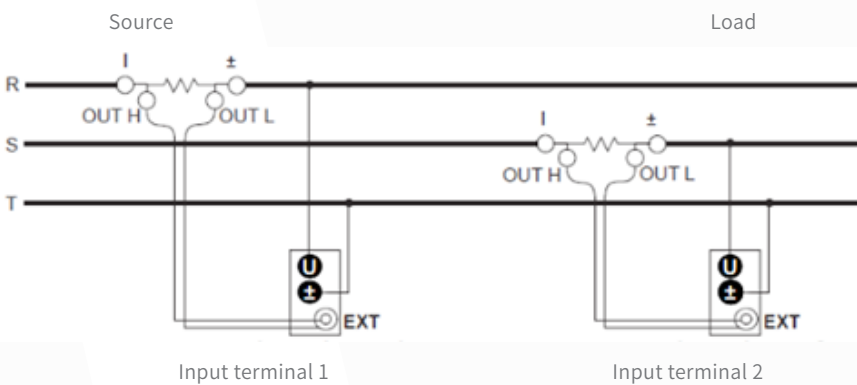 Source Load
I ±
R
OUT H OUT L
I ±
S
OUT H OUT L
T
U U
± ±
EXT EXT
Input terminal 1 Input terminal 2